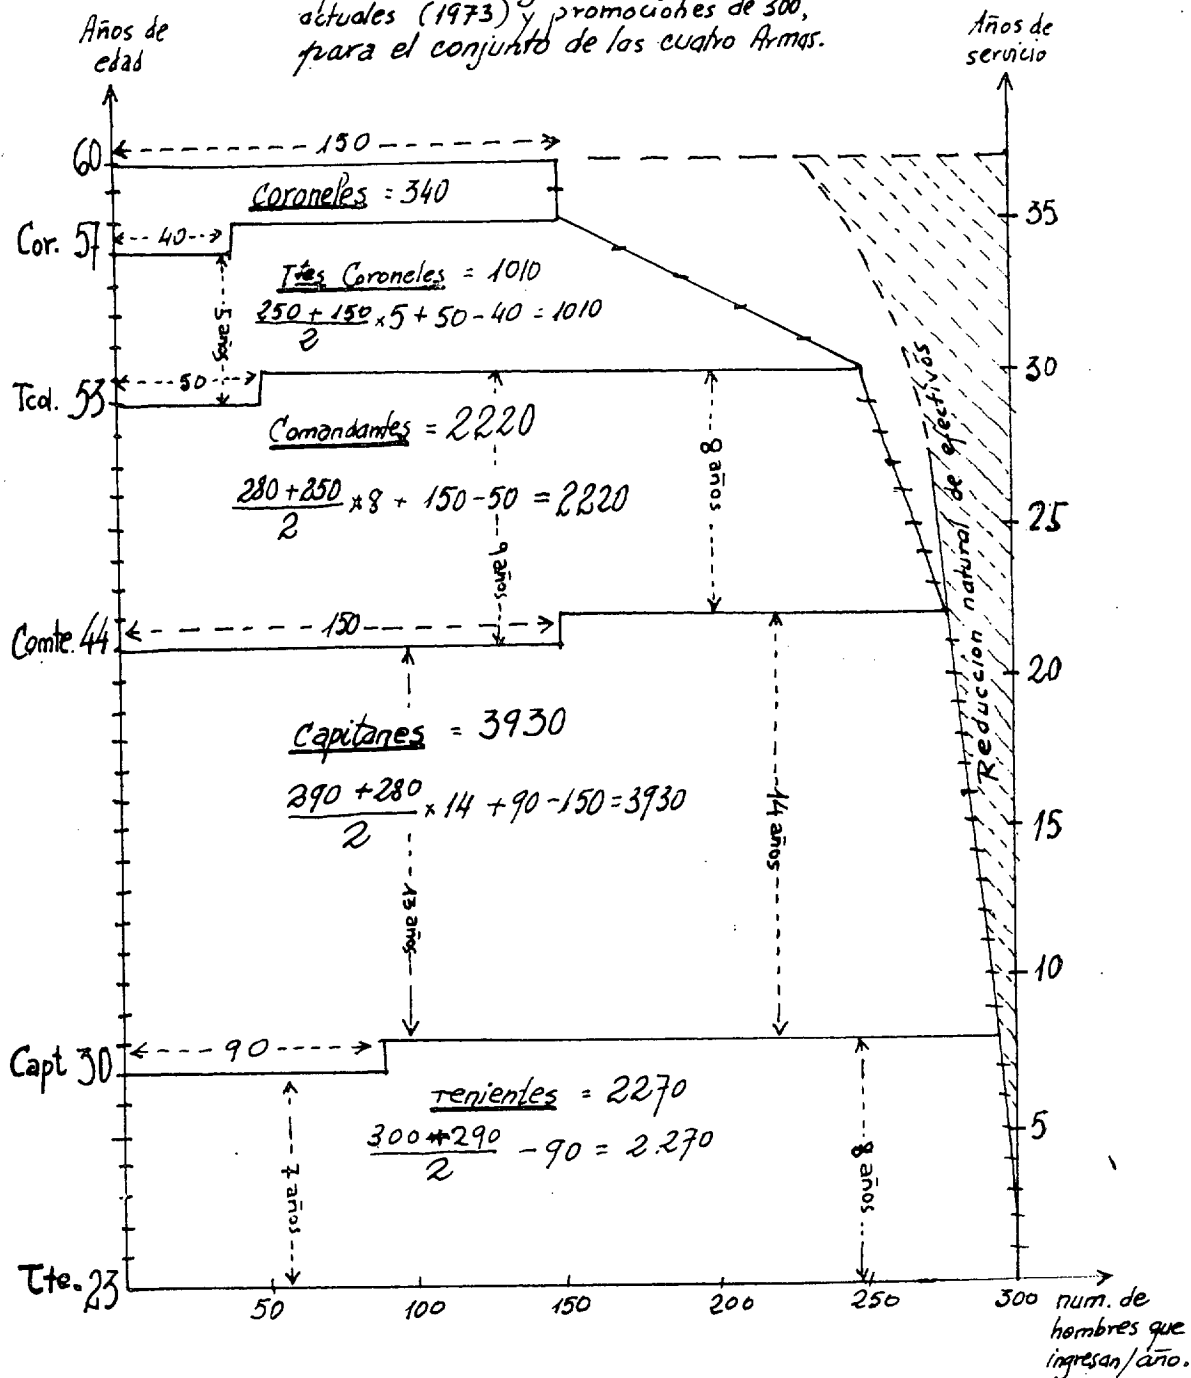 actuales (1973) y promociones de 300,
para el conjunto de las cuatro Armas.
Años de
edad
Años de
servicio
60
150
Coroneles = 340
35
Cor. 57
40
Ttes Coroneles = 1010
250 + 150
2
x 5 + 50 - 40 = 1010
5 años
30
Tcol. 53
50
Comandantes = 2220
280 + 250
2
x 8 + 150 - 50 = 2220
8 años
9 años
25
Reducción natural de efectivos
Comte. 44
150
20
Capitanes = 3930
290 + 280
2
x 14 + 90 - 150 = 3930
14 años
13 años
15
10
Capt 30
90
Tenientes = 2270
300 + 290
2
- 90 = 2.270
5
7 años
8 años
Tte. 23
50
100
150
200
250
300
num. de
hombres que
ingresan/año.